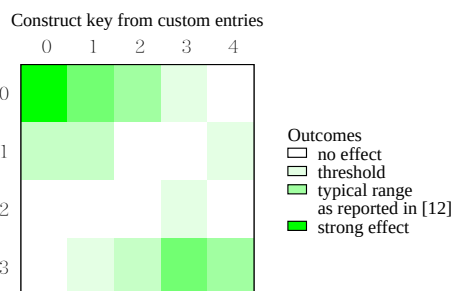 Construct key from custom entries
0 1 2 3 4
0
1
2
3
Outcomes
no effect
threshold
typical range
as reported in [12]
strong effect